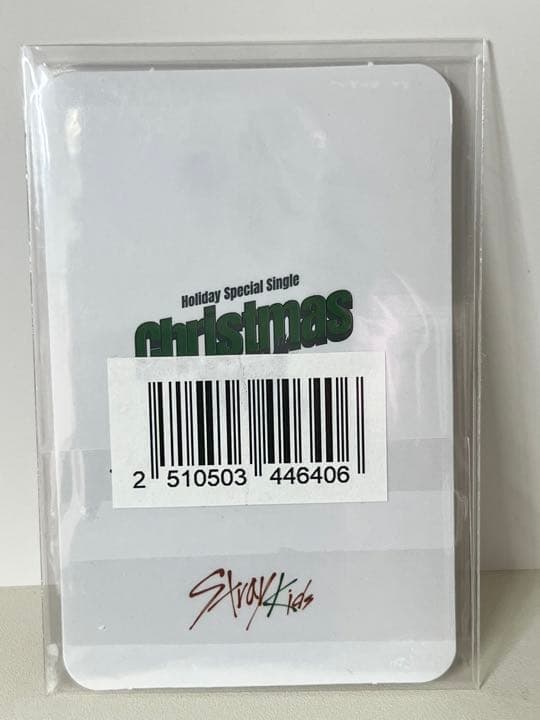 Holiday Special Single
Christmas
2 510503 446406
Stray Kids